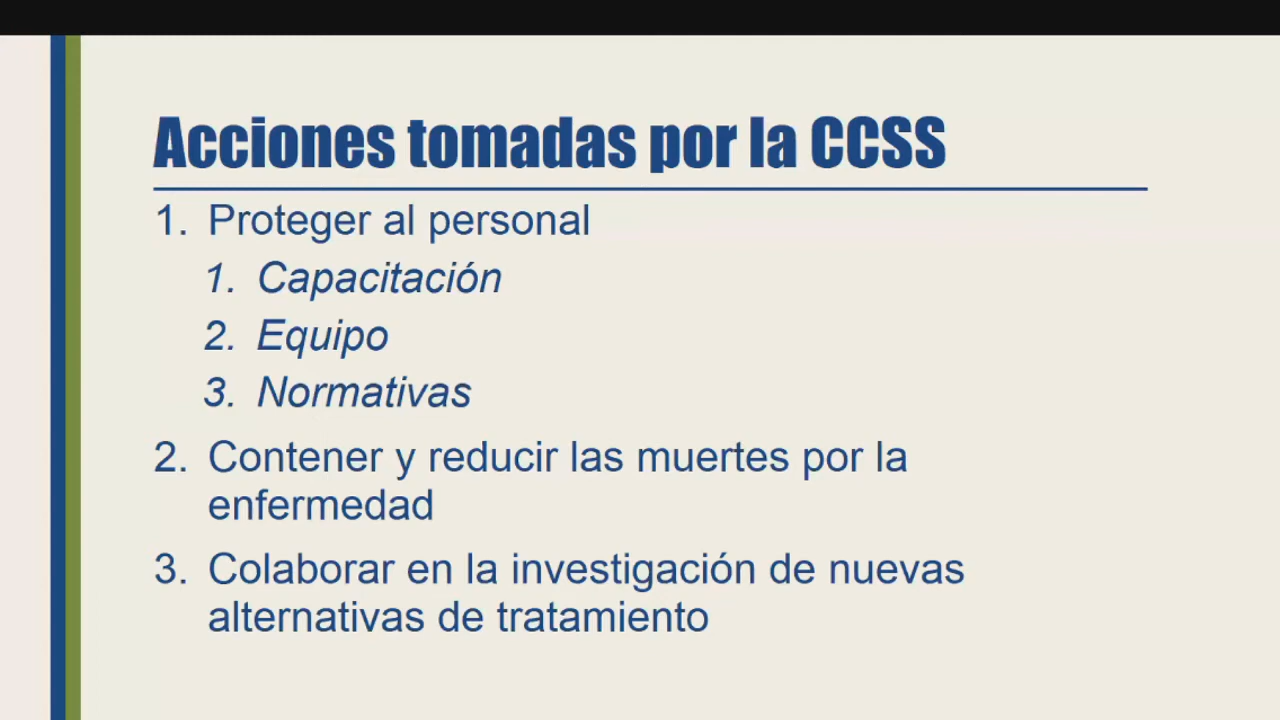 Acciones tomadas por la CCSS
1. Proteger al personal
1. Capacitación
2. Equipo
3. Normativas
2. Contener y reducir las muertes por la
enfermedad
3. Colaborar en la investigación de nuevas
alternativas de tratamiento